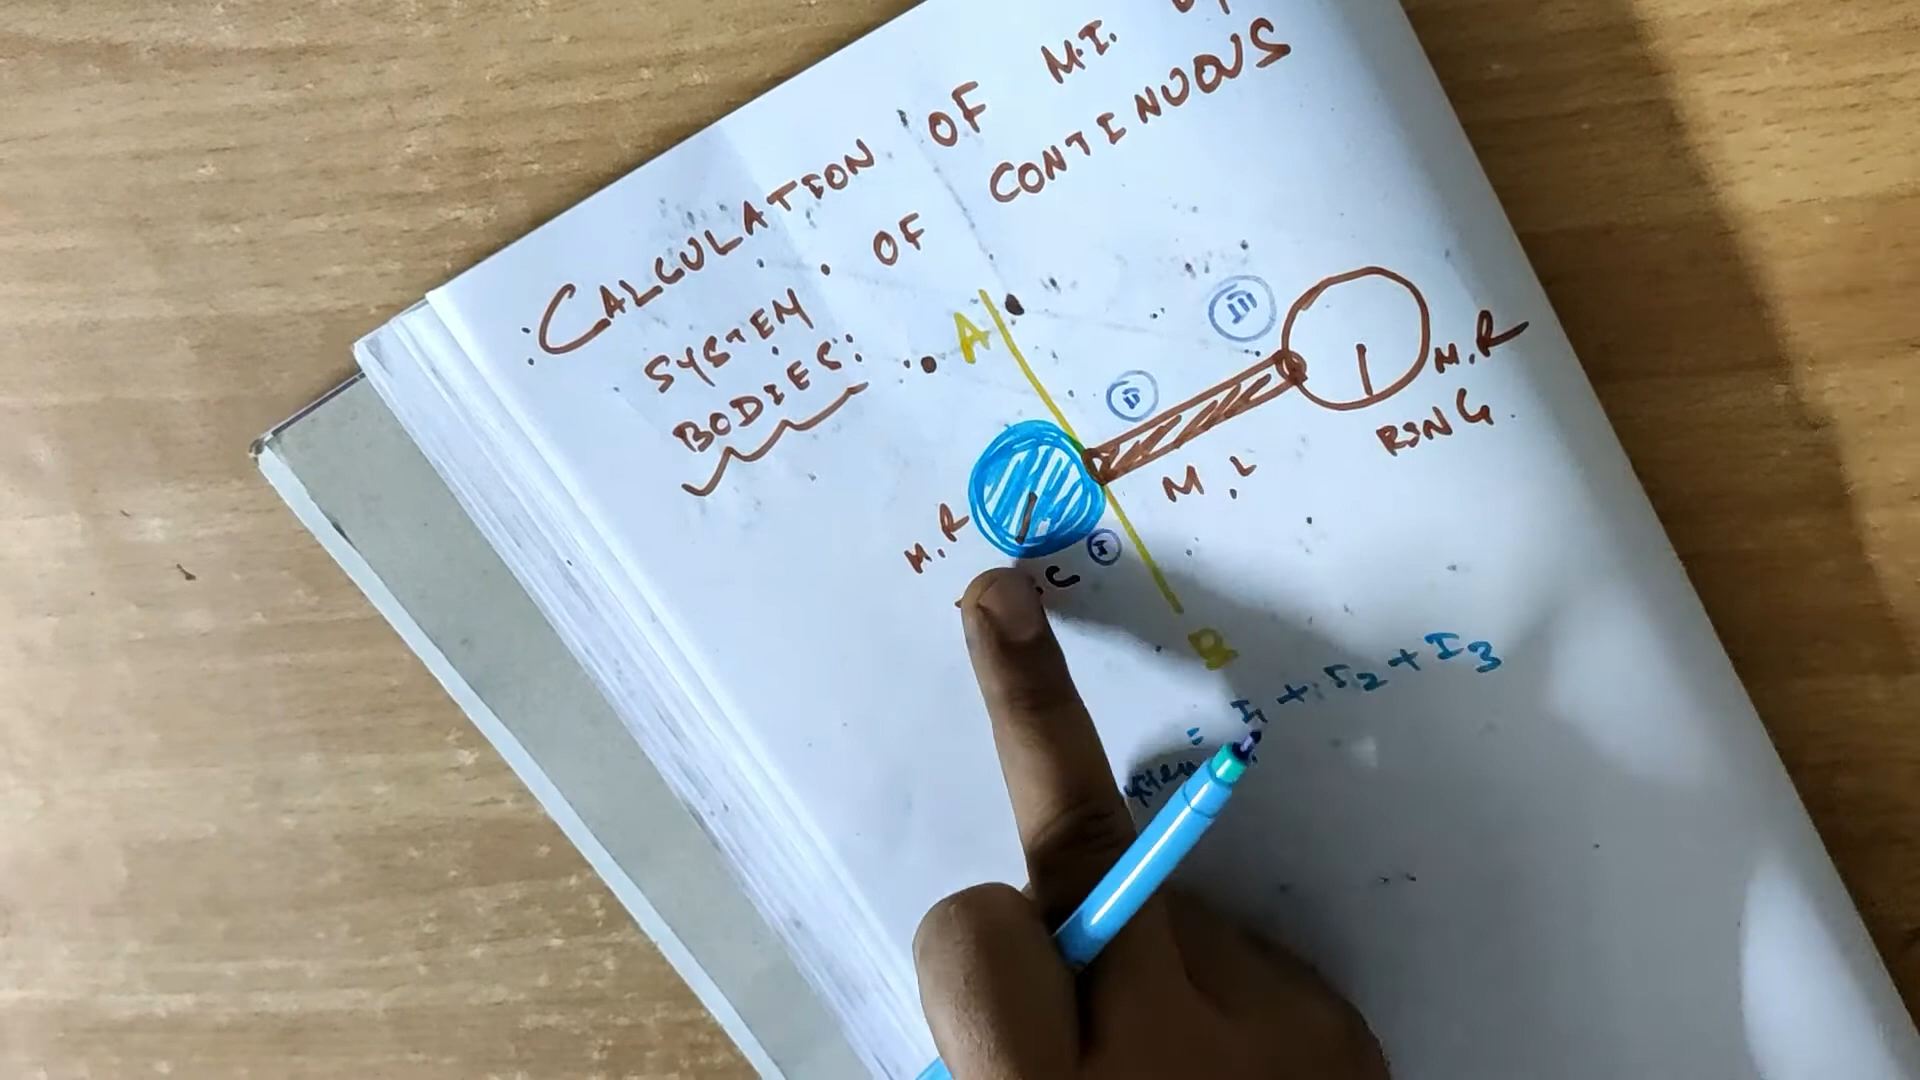 CALCULATION OF M.I.
SYSTEM OF CONTINUOUS
BODIES:
A
III
II
M.R
RING
M, L
M.R
I
B
= I1 + I2 + I3